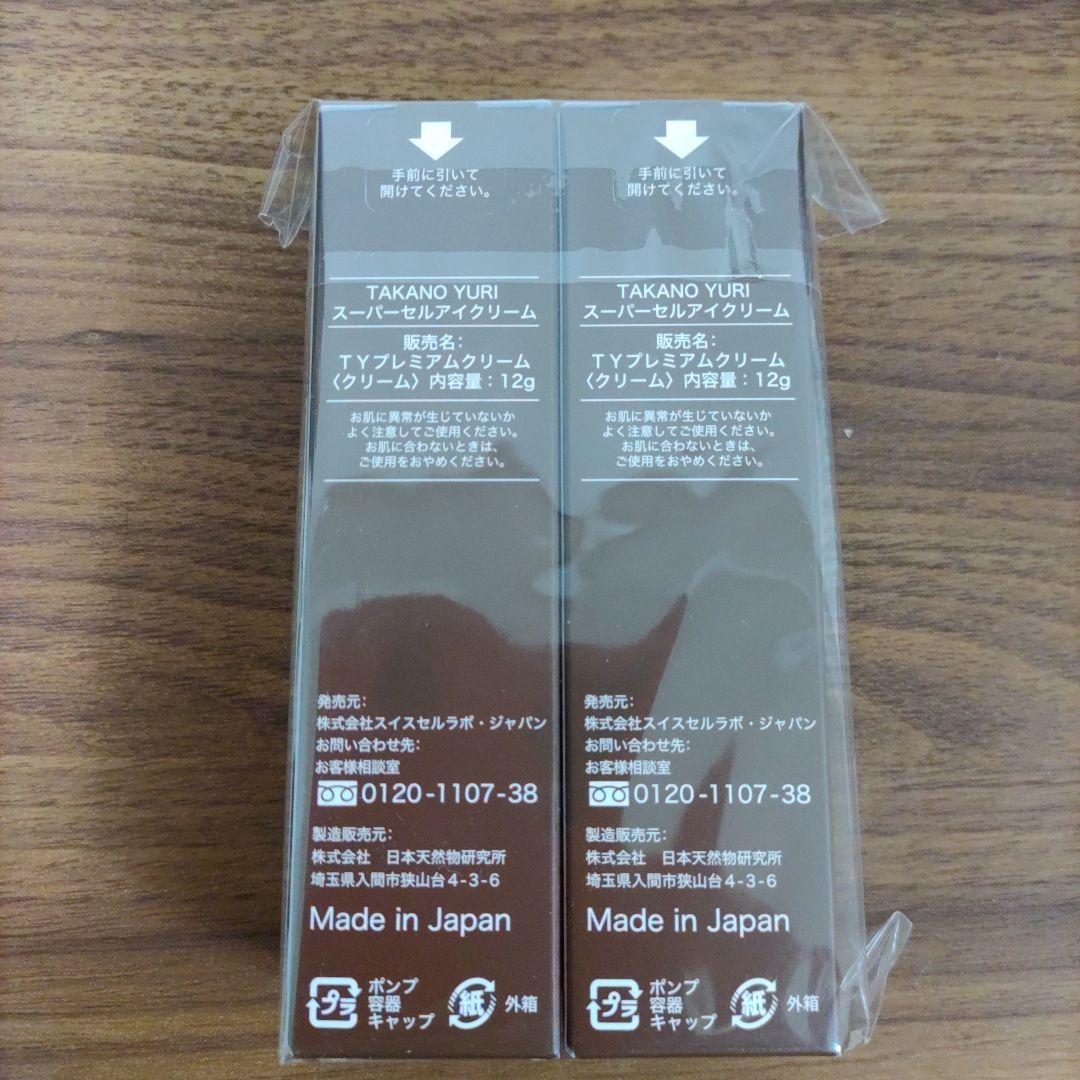 手前に引いて
開けてください。
TAKANO YURI
スーパーセルアイクリーム
販売名:
TYプレミアムクリーム
〈クリーム〉内容量：12g
お肌に異常が生じていないか
よく注意してご使用ください。
お肌に合わないときは、
ご使用をおやめください。
発売元:
株式会社スイスセルラボ・ジャパン
お問い合わせ先:
お客様相談室
0120-1107-38
製造販売元:
株式会社　日本天然物研究所
埼玉県入間市狭山台4-3-6
Made in Japan
プラ
ポンプ
容器
キャップ
紙 外箱
手前に引いて
開けてください。
TAKANO YURI
スーパーセルアイクリーム
販売名:
TYプレミアムクリーム
〈クリーム〉内容量：12g
お肌に異常が生じていないか
よく注意してご使用ください。
お肌に合わないときは、
ご使用をおやめください。
発売元:
株式会社スイスセルラボ・ジャパン
お問い合わせ先:
お客様相談室
0120-1107-38
製造販売元:
株式会社　日本天然物研究所
埼玉県入間市狭山台4-3-6
Made in Japan
プラ
ポンプ
容器
キャップ
紙 外箱